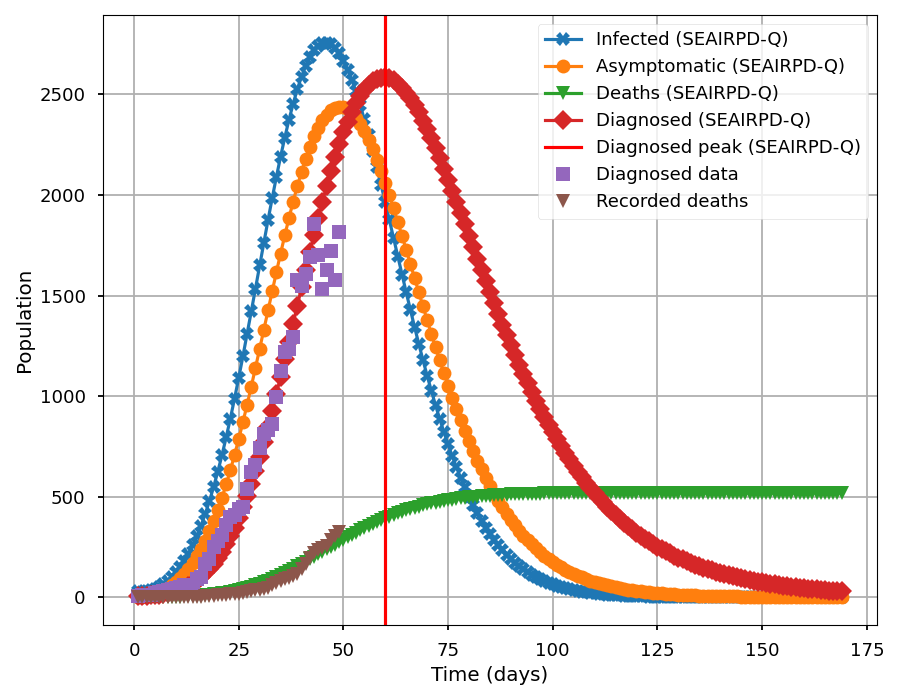 Infected (SEAIRPD-Q)
Asymptomatic (SEAIRPD-Q)
Deaths (SEAIRPD-Q)
Diagnosed (SEAIRPD-Q)
Diagnosed peak (SEAIRPD-Q)
Diagnosed data
Recorded deaths
Population
2500
2000
1500
1000
500
0
0 25 50 75 100 125 150 175
Time (days)